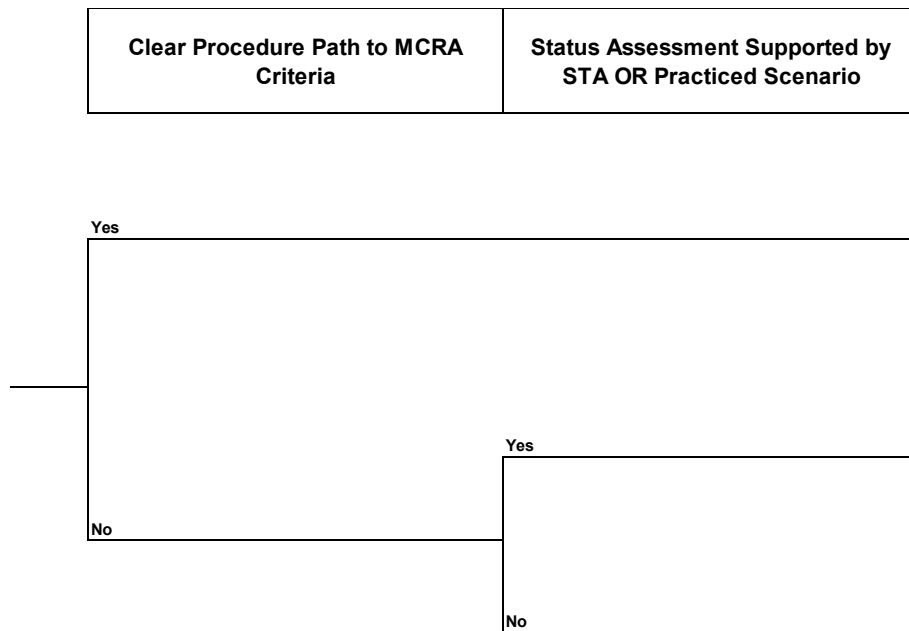 Clear Procedure Path to MCRA
Criteria
Status Assessment Supported by
STA OR Practiced Scenario
Yes
Yes
No
No